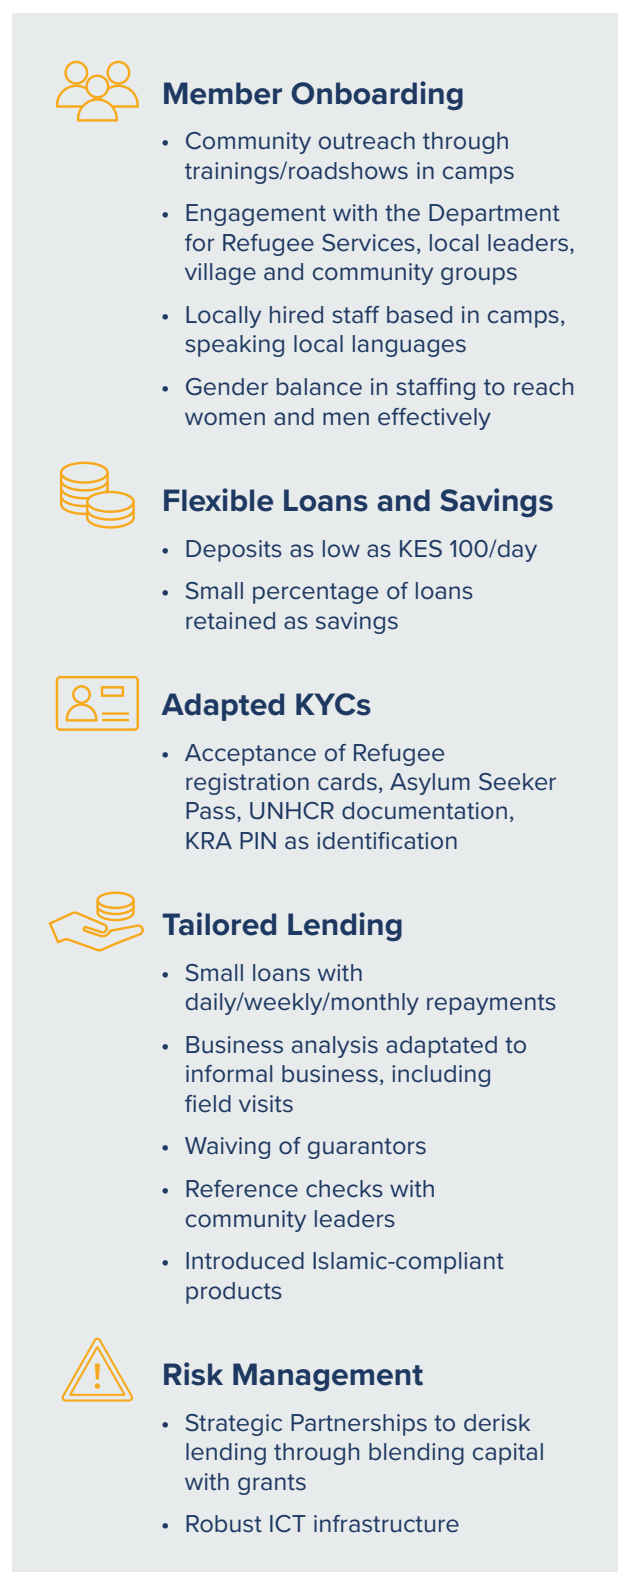 Member Onboarding
• Community outreach through
trainings/roadshows in camps
• Engagement with the Department
for Refugee Services, local leaders,
village and community groups
• Locally hired staff based in camps,
speaking local languages
• Gender balance in staffing to reach
women and men effectively
Flexible Loans and Savings
• Deposits as low as KES 100/day
• Small percentage of loans
retained as savings
Adapted KYCs
• Acceptance of Refugee
registration cards, Asylum Seeker
Pass, UNHCR documentation,
KRA PIN as identification
Tailored Lending
• Small loans with
daily/weekly/monthly repayments
• Business analysis adaptated to
informal business, including
field visits
• Waiving of guarantors
• Reference checks with
community leaders
• Introduced Islamic-compliant
products
Risk Management
• Strategic Partnerships to derisk
lending through blending capital
with grants
• Robust ICT infrastructure